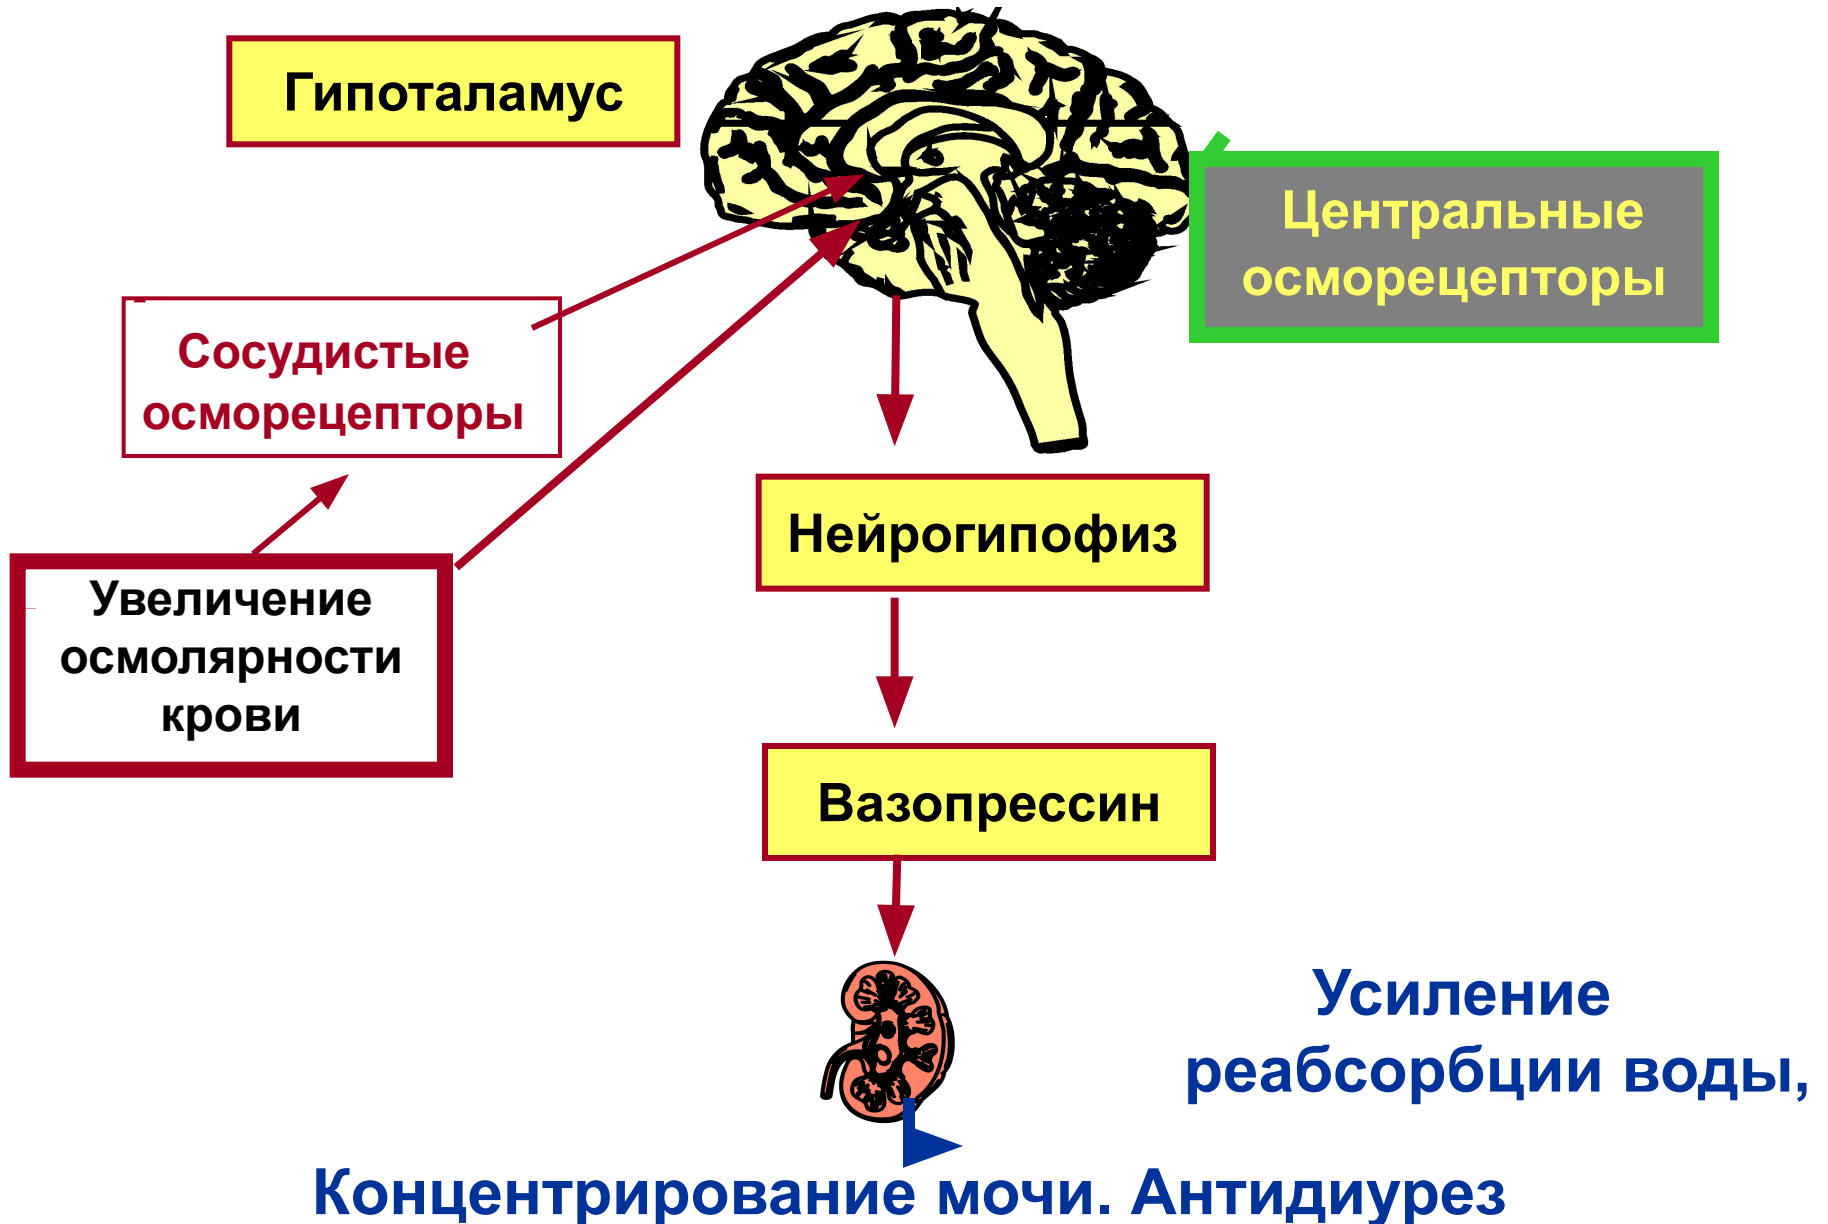 Гипоталамус
Центральные
осморецепторы
Сосудистые
осморецепторы
Нейрогипофиз
Увеличение
осмолярности
крови
Вазопрессин
Усиление
реабсорбции воды,
Концентрирование мочи. Антидиурез